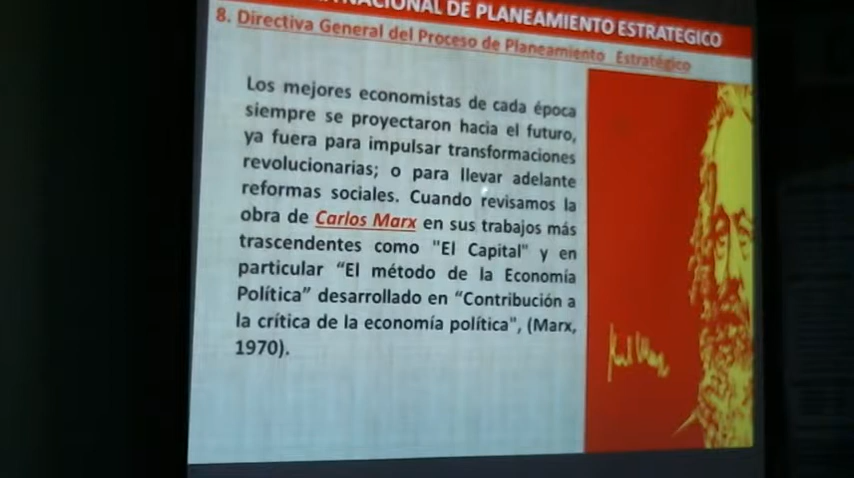 NACIONAL DE PLANEAMIENTO ESTRATEGICO
8. Directiva General del Proceso de Planeamiento Estratégico
Los mejores economistas de cada época
siempre se proyectaron hacia el futuro,
ya fuera para impulsar transformaciones
revolucionarias; o para llevar adelante
reformas sociales. Cuando revisamos la
obra de Carlos Marx en sus trabajos más
trascendentes como "El Capital" y en
particular “El método de la Economía
Política” desarrollado en “Contribución a
la crítica de la economía política", (Marx,
1970).